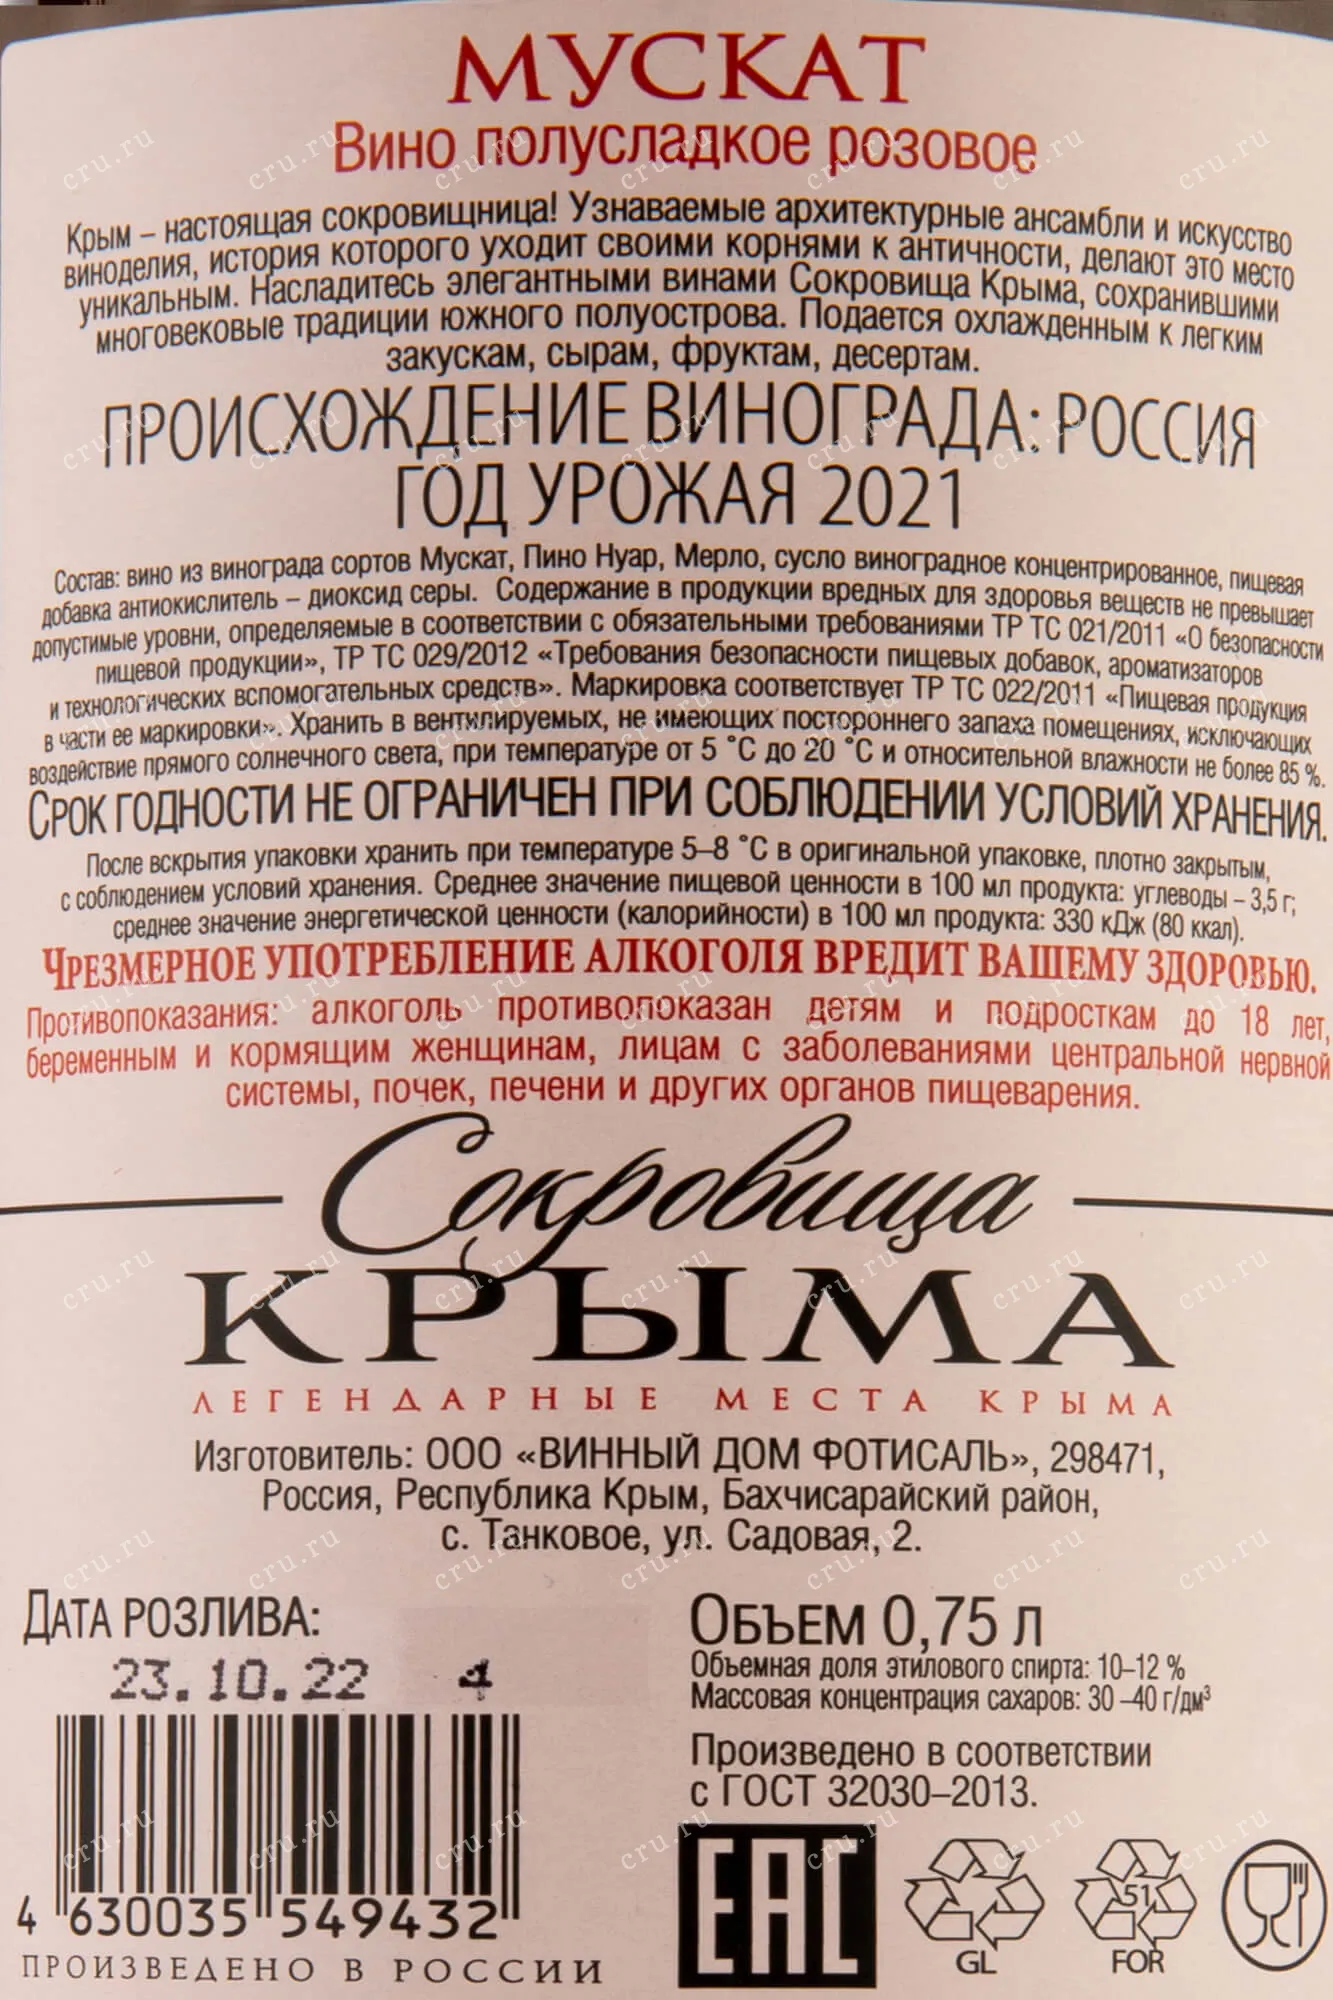 МУСКАТ
Вино полусладкое розовое
Крым – настоящая сокровищница! Узнаваемые архитектурные ансамбли и искусство
виноделия, история которого уходит своими корнями к античности, делают это место
уникальным. Насладитесь элегантными винами Сокровища Крыма, сохранившими
многовековые традиции южного полуострова. Подается охлажденным к легким
закускам, сырам, фруктам, десертам.
ПРОИСХОЖДЕНИЕ ВИНОГРАДА: РОССИЯ
ГОД УРОЖАЯ 2021
Состав: вино из винограда сортов Мускат, Пино Нуар, Мерло, сусло виноградное концентрированное, пищевая
добавка антиокислитель – диоксид серы. Содержание в продукции вредных для здоровья веществ не превышает
допустимые уровни, определяемые в соответствии с обязательными требованиями ТР ТС 021/2011 «О безопасности
пищевой продукции», ТР ТС 029/2012 «Требования безопасности пищевых добавок, ароматизаторов
и технологических вспомогательных средств». Маркировка соответствует ТР ТС 022/2011 «Пищевая продукция
в части ее маркировки». Хранить в вентилируемых, не имеющих постороннего запаха помещениях, исключающих
воздействие прямого солнечного света, при температуре от 5 °С до 20 °С и относительной влажности не более 85 %.
СРОК ГОДНОСТИ НЕ ОГРАНИЧЕН ПРИ СОБЛЮДЕНИИ УСЛОВИЙ ХРАНЕНИЯ.
После вскрытия упаковки хранить при температуре 5–8 °С в оригинальной упаковке, плотно закрытым,
с соблюдением условий хранения. Среднее значение пищевой ценности в 100 мл продукта: углеводы – 3,5 г;
среднее значение энергетической ценности (калорийности) в 100 мл продукта: 330 кДж (80 ккал).
ЧРЕЗМЕРНОЕ УПОТРЕБЛЕНИЕ АЛКОГОЛЯ ВРЕДИТ ВАШЕМУ ЗДОРОВЬЮ.
Противопоказания: алкоголь противопоказан детям и подросткам до 18 лет,
беременным и кормящим женщинам, лицам с заболеваниями центральной нервной
системы, почек, печени и других органов пищеварения.
Сокровища
КРЫМА
ЛЕГЕНДАРНЫЕ МЕСТА КРЫМА
Изготовитель: ООО «ВИННЫЙ ДОМ ФОТИСАЛЬ», 298471,
Россия, Республика Крым, Бахчисарайский район,
с. Танковое, ул. Садовая, 2.
ДАТА РОЗЛИВА:
23.10.22 4
4 630035 549432
ПРОИЗВЕДЕНО В РОССИИ
ОБЪЕМ 0,75 л
Объемная доля этилового спирта: 10–12 %
Массовая концентрация сахаров: 30 –40 г/дм³
Произведено в соответствии
с ГОСТ 32030–2013.
EAC
GL
51
FOR
cru.ru